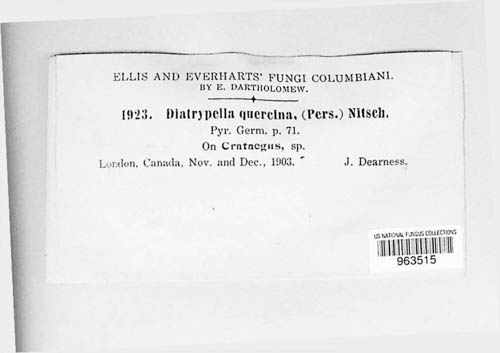 ELLIS AND EVERHARTS' FUNGI COLUMBIANI.
BY E. BARTHOLOMEW.
1923. Diatrypella quercina, (Pers.) Nitsch.
Pyr. Germ. p. 71.
On Crataegus, sp.
London, Canada, Nov. and Dec., 1903. J. Dearness.
US NATIONAL FUNGUS COLLECTIONS
963515